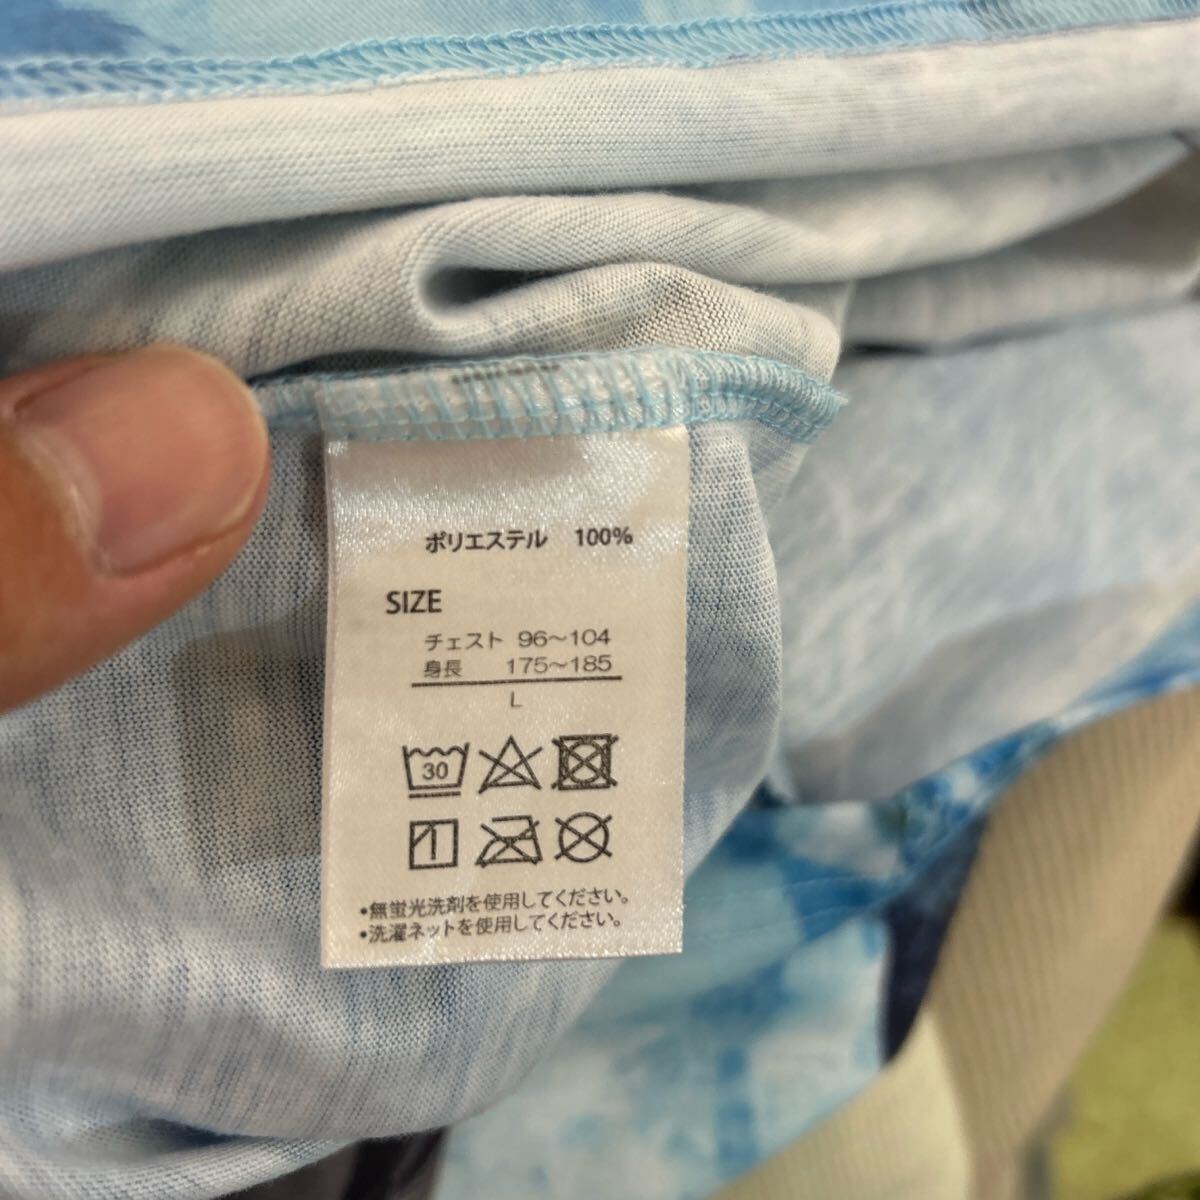 ポリエステル 100%
SIZE
チェスト 96～104
身長 175～185
L
30
・無蛍光洗剤を使用してください。
・洗濯ネットを使用してください。